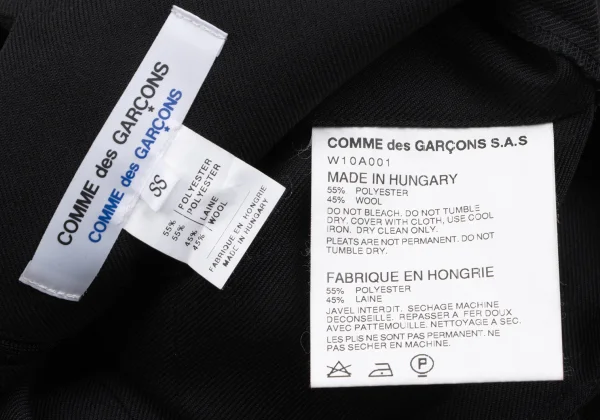 COMME des GARÇONS
*
COMME des GARÇONS
*
SS
55% POLYESTER
55% POLYESTER
45% LAINE
45% WOOL
FABRIQUE EN HONGRIE
MADE IN HUNGARY
COMME des GARÇONS S.A.S
W10A001
MADE IN HUNGARY
55% POLYESTER
45% WOOL
DO NOT BLEACH. DO NOT TUMBLE
DRY. COVER WITH CLOTH, USE COOL
IRON. DRY CLEAN ONLY.
PLEATS ARE NOT PERMANENT. DO NOT
TUMBLE DRY.
FABRIQUE EN HONGRIE
55% POLYESTER
45% LAINE
JAVEL INTERDIT. SECHAGE MACHINE
DECONSEILLE. REPASSER A FER DOUX
AVEC PATTEMOUILLE. NETTOYAGE A SEC.
LES PLIS NE SONT PAS PERMANENT. NE
PAS SECHER EN MACHINE.
P